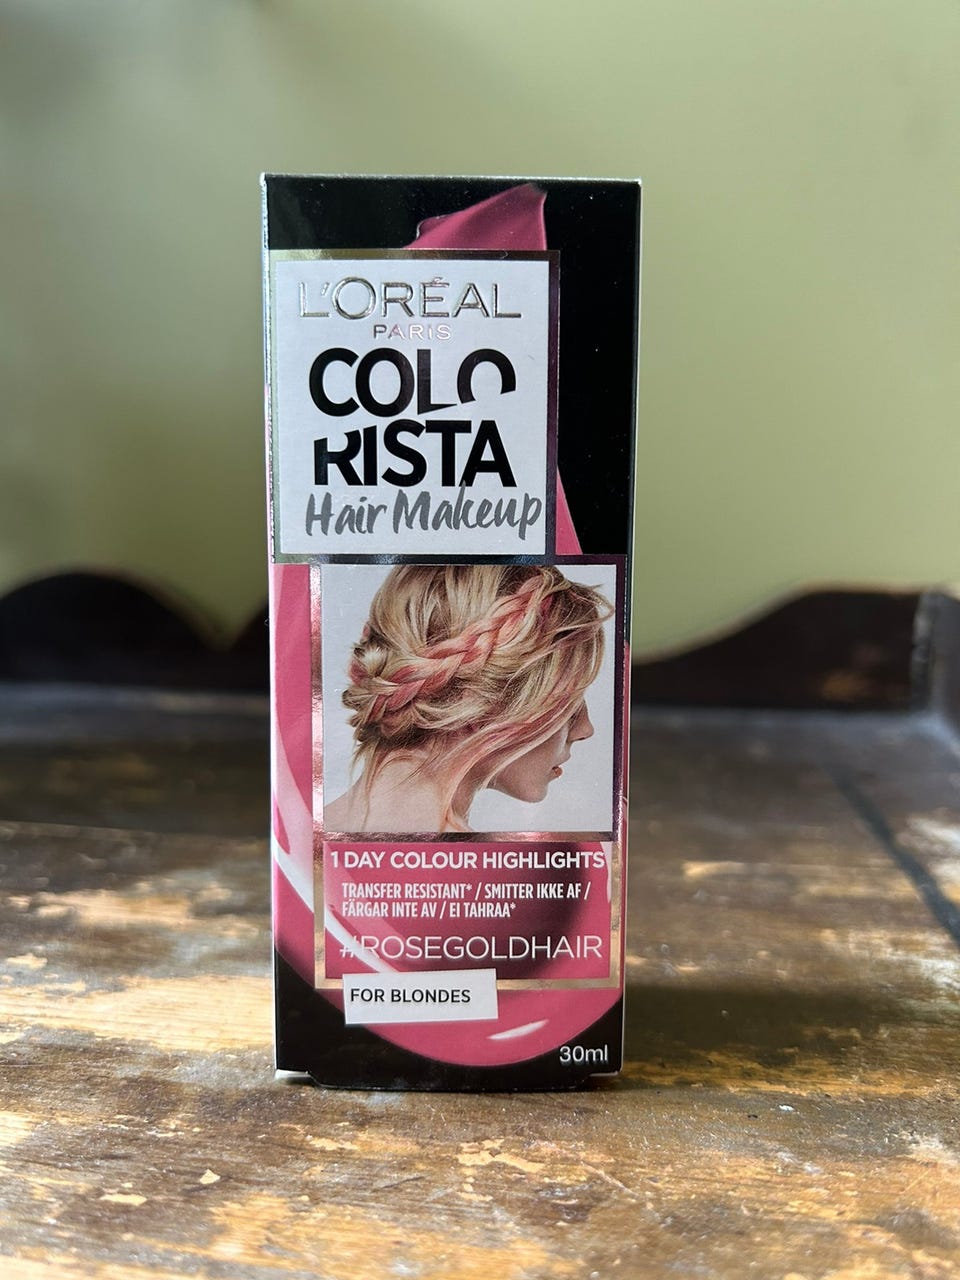 L'ORÉAL
PARIS
COLO
RISTA
Hair Makeup
1 DAY COLOUR HIGHLIGHTS
TRANSFER RESISTANT* / SMITTER IKKE AF /
FÄRGAR INTE AV / EI TAHRAA*
#ROSEGOLDHAIR
FOR BLONDES
30ml